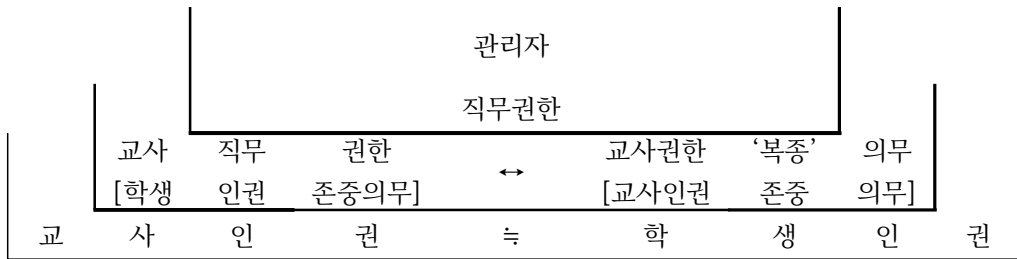 관리자
직무권한
교사 직무 권한 ↔ 교사권한 ‘복종’ 의무
[학생 인권 존중의무] [교사인권 존중 의무]
교 사 인 권 ≒ 학 생 인 권